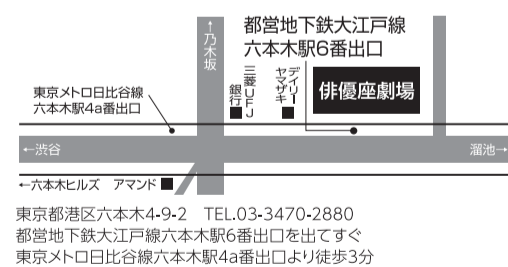 ↑乃木坂
都営地下鉄大江戸線
六本木駅6番出口
東京メトロ日比谷線
六本木駅4a番出口
三菱UFJ
銀行
デイリー
ヤマザキ
俳優座劇場
←渋谷
溜池→
←六本木ヒルズ アマンド
東京都港区六本木4-9-2 TEL.03-3470-2880
都営地下鉄大江戸線六本木駅6番出口を出てすぐ
東京メトロ日比谷線六本木駅4a番出口より徒歩3分